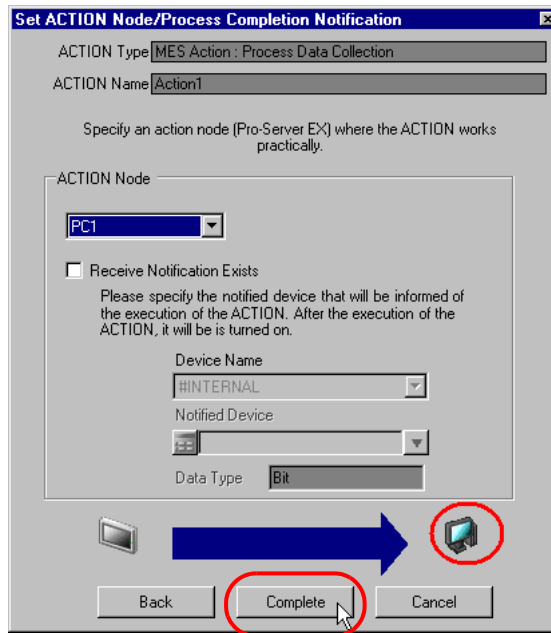 Set ACTION Node/Process Completion Notification
ACTION Type MES Action : Process Data Collection
ACTION Name Action1
Specify an action node (Pro-Server EX) where the ACTION works
practically.
ACTION Node
PC1
Receive Notification Exists
Please specify the notified device that will be informed of
the execution of the ACTION. After the execution of the
ACTION, it will be is turned on.
Device Name
#INTERNAL
Notified Device
Data Type Bit
Back Complete Cancel